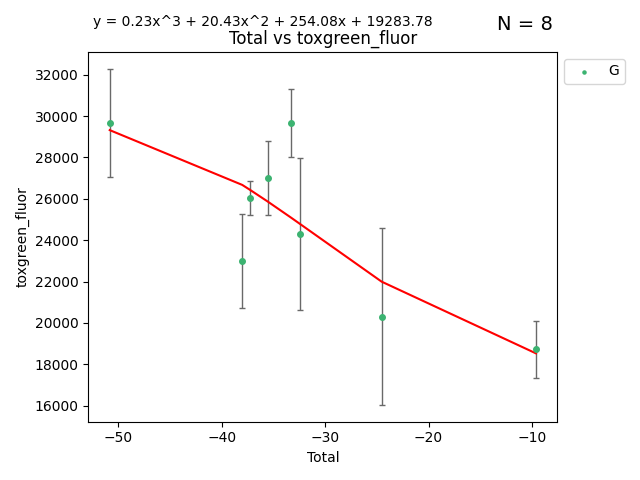 y = 0.23x^3 + 20.43x^2 + 254.08x + 19283.78
N = 8
Total vs toxgreen_fluor
G
32000
30000
28000
26000
24000
22000
20000
18000
16000
toxgreen_fluor
−50
−40
−30
−20
−10
Total